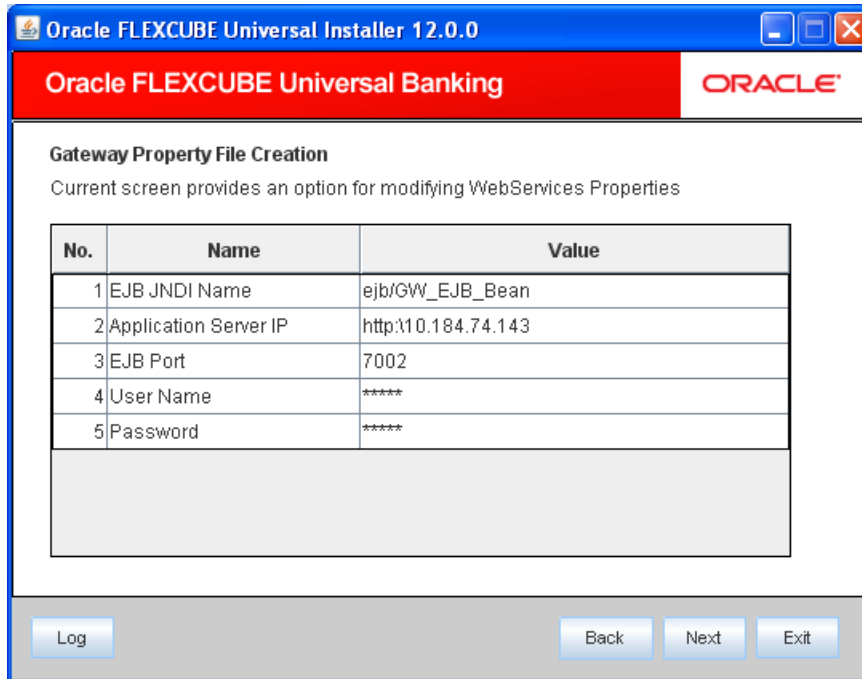 Oracle FLEXCUBE Universal Installer 12.0.0
Oracle FLEXCUBE Universal Banking
ORACLE
Gateway Property File Creation
Current screen provides an option for modifying WebServices Properties
No. Name Value
1 EJB JNDI Name ejb/GW_EJB_Bean
2 Application Server IP http:\10.184.74.143
3 EJB Port 7002
4 User Name *****
5 Password *****
Log Back Next Exit